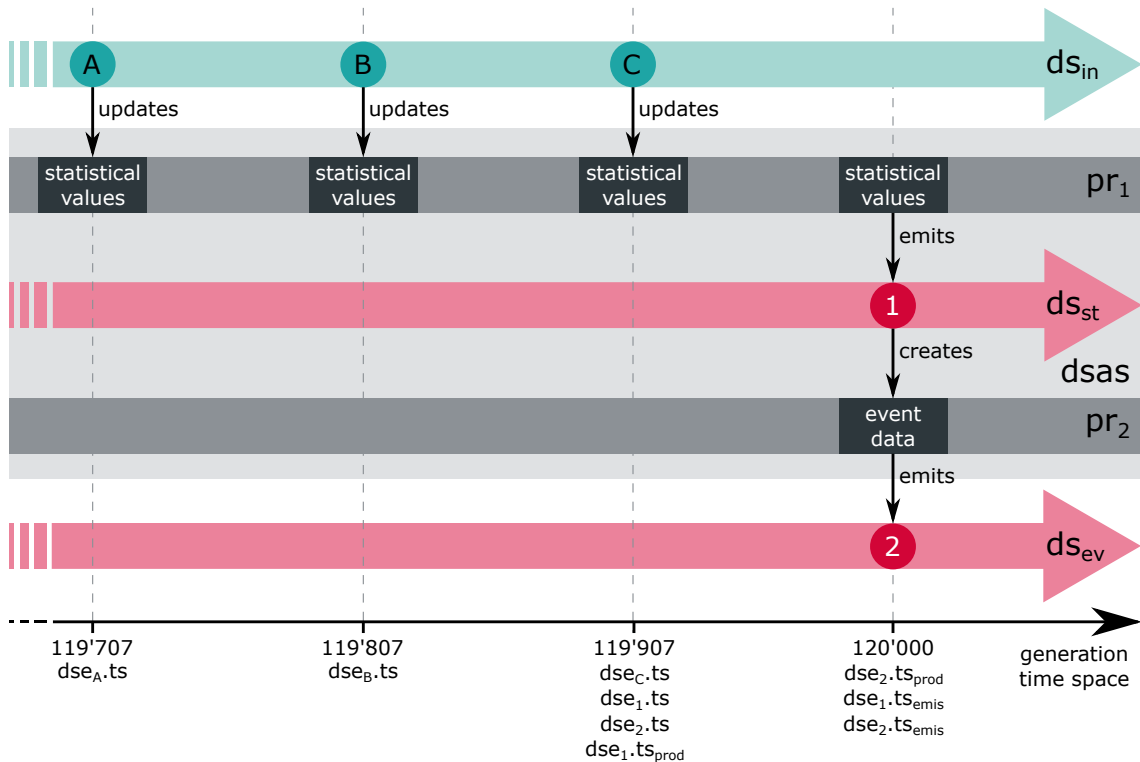 A
B
C
ds_in
updates
updates
updates
statistical
values
statistical
values
statistical
values
statistical
values
pr_1
emits
1
ds_st
creates
dsas
event
data
pr_2
emits
2
ds_ev
119'707
dse_A.ts
119'807
dse_B.ts
119'907
dse_C.ts
dse_1.ts
dse_2.ts
dse_1.ts_prod
120'000
dse_2.ts_prod
dse_1.ts_emis
dse_2.ts_emis
generation
time space